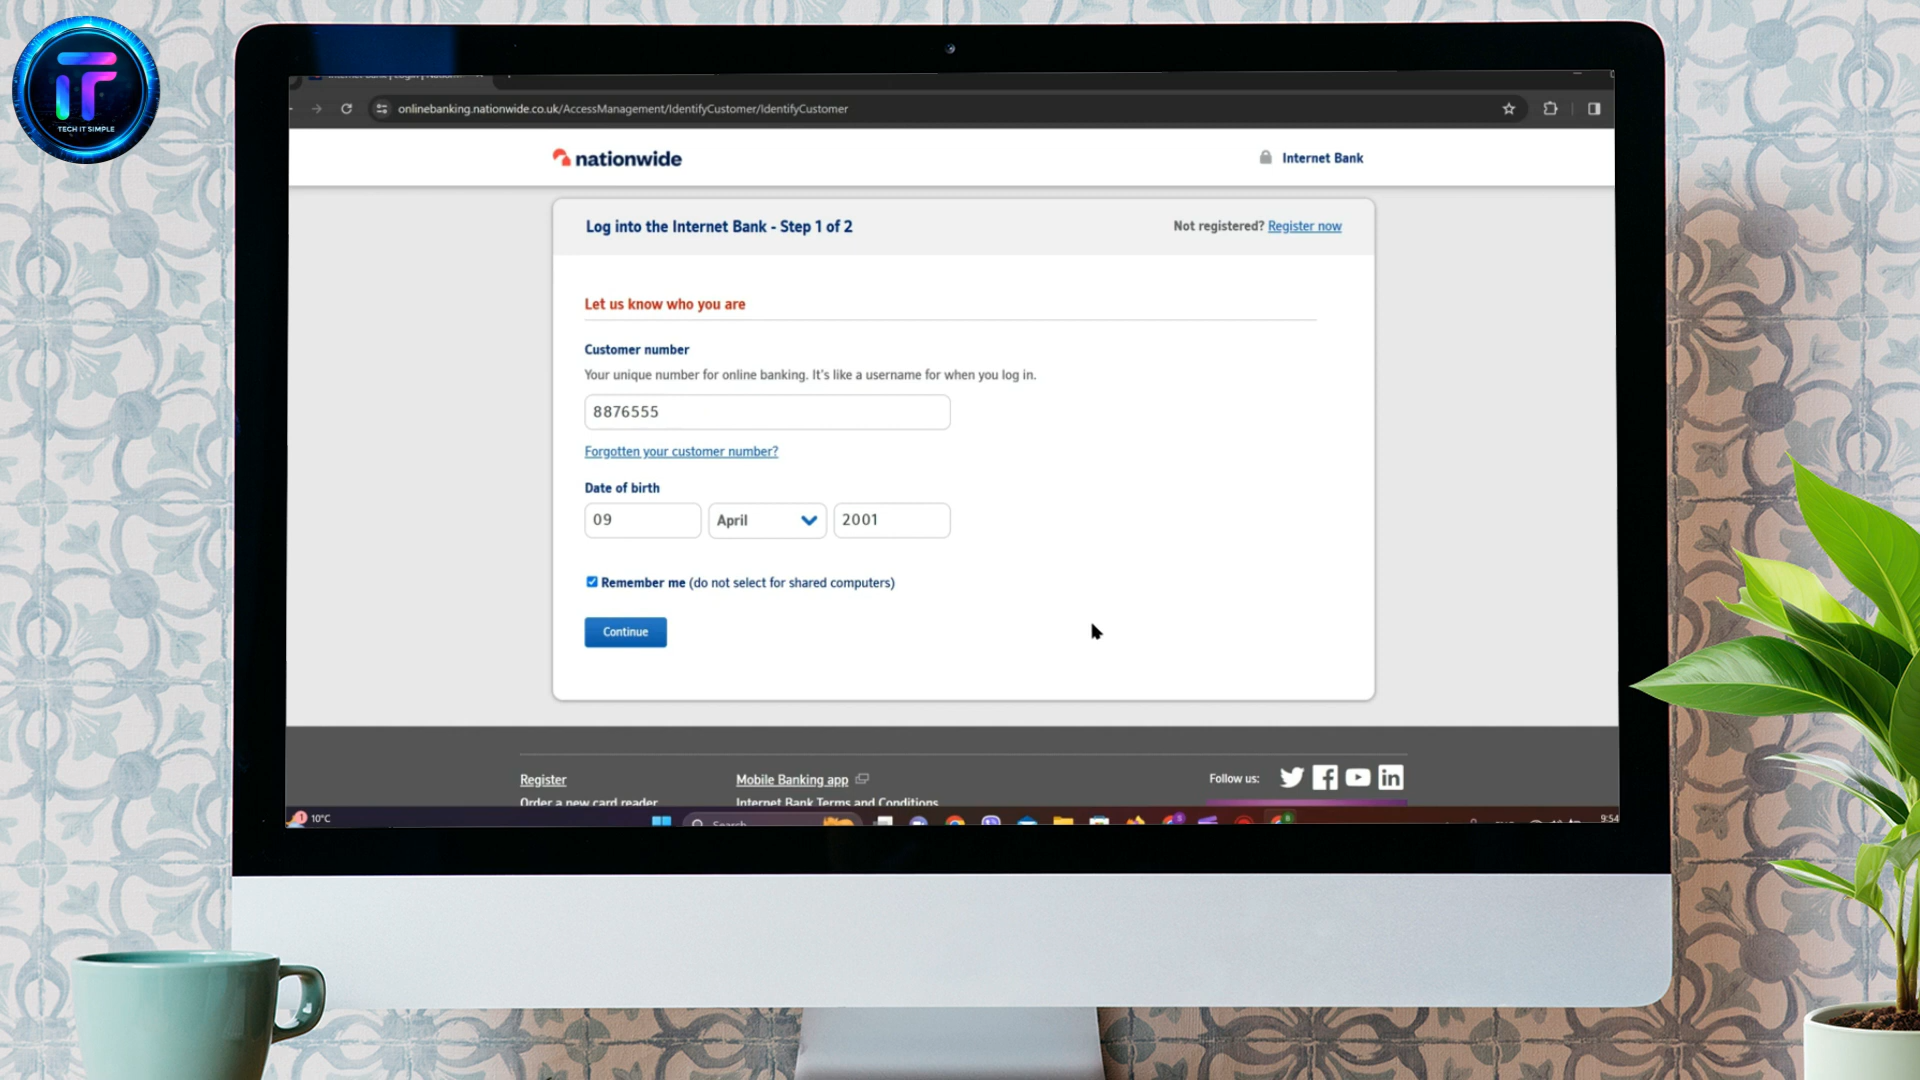 TECH IT SIMPLE
onlinebanking.nationwide.co.uk/AccessManagement/IdentifyCustomer/IdentifyCustomer
nationwide
Internet Bank
Log into the Internet Bank - Step 1 of 2
Not registered? Register now
Let us know who you are
Customer number
Your unique number for online banking. It's like a username for when you log in.
8876555
Forgotten your customer number?
Date of birth
09 April 2001
Remember me (do not select for shared computers)
Continue
Register
Mobile Banking app
Follow us:
Order a new card reader
Internet Bank Terms and Conditions
1
10°C
Search
9:54